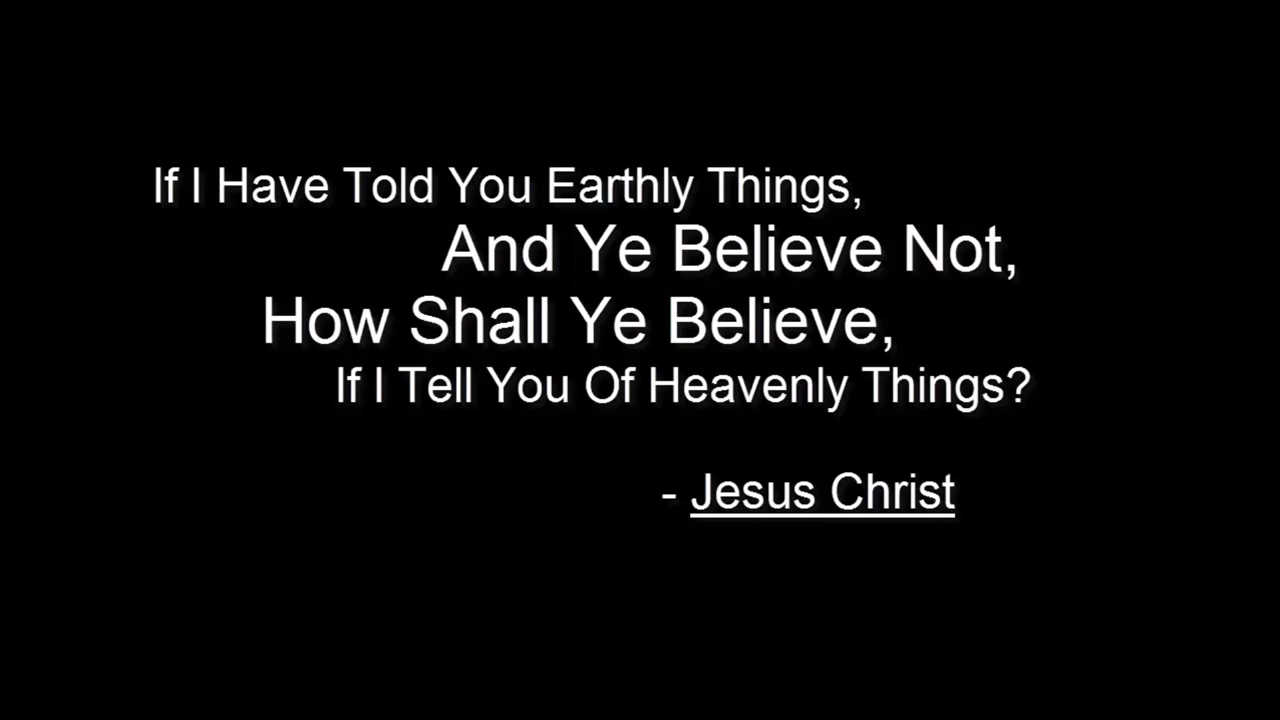 If I Have Told You Earthly Things,
And Ye Believe Not,
How Shall Ye Believe,
If I Tell You Of Heavenly Things?
- Jesus Christ